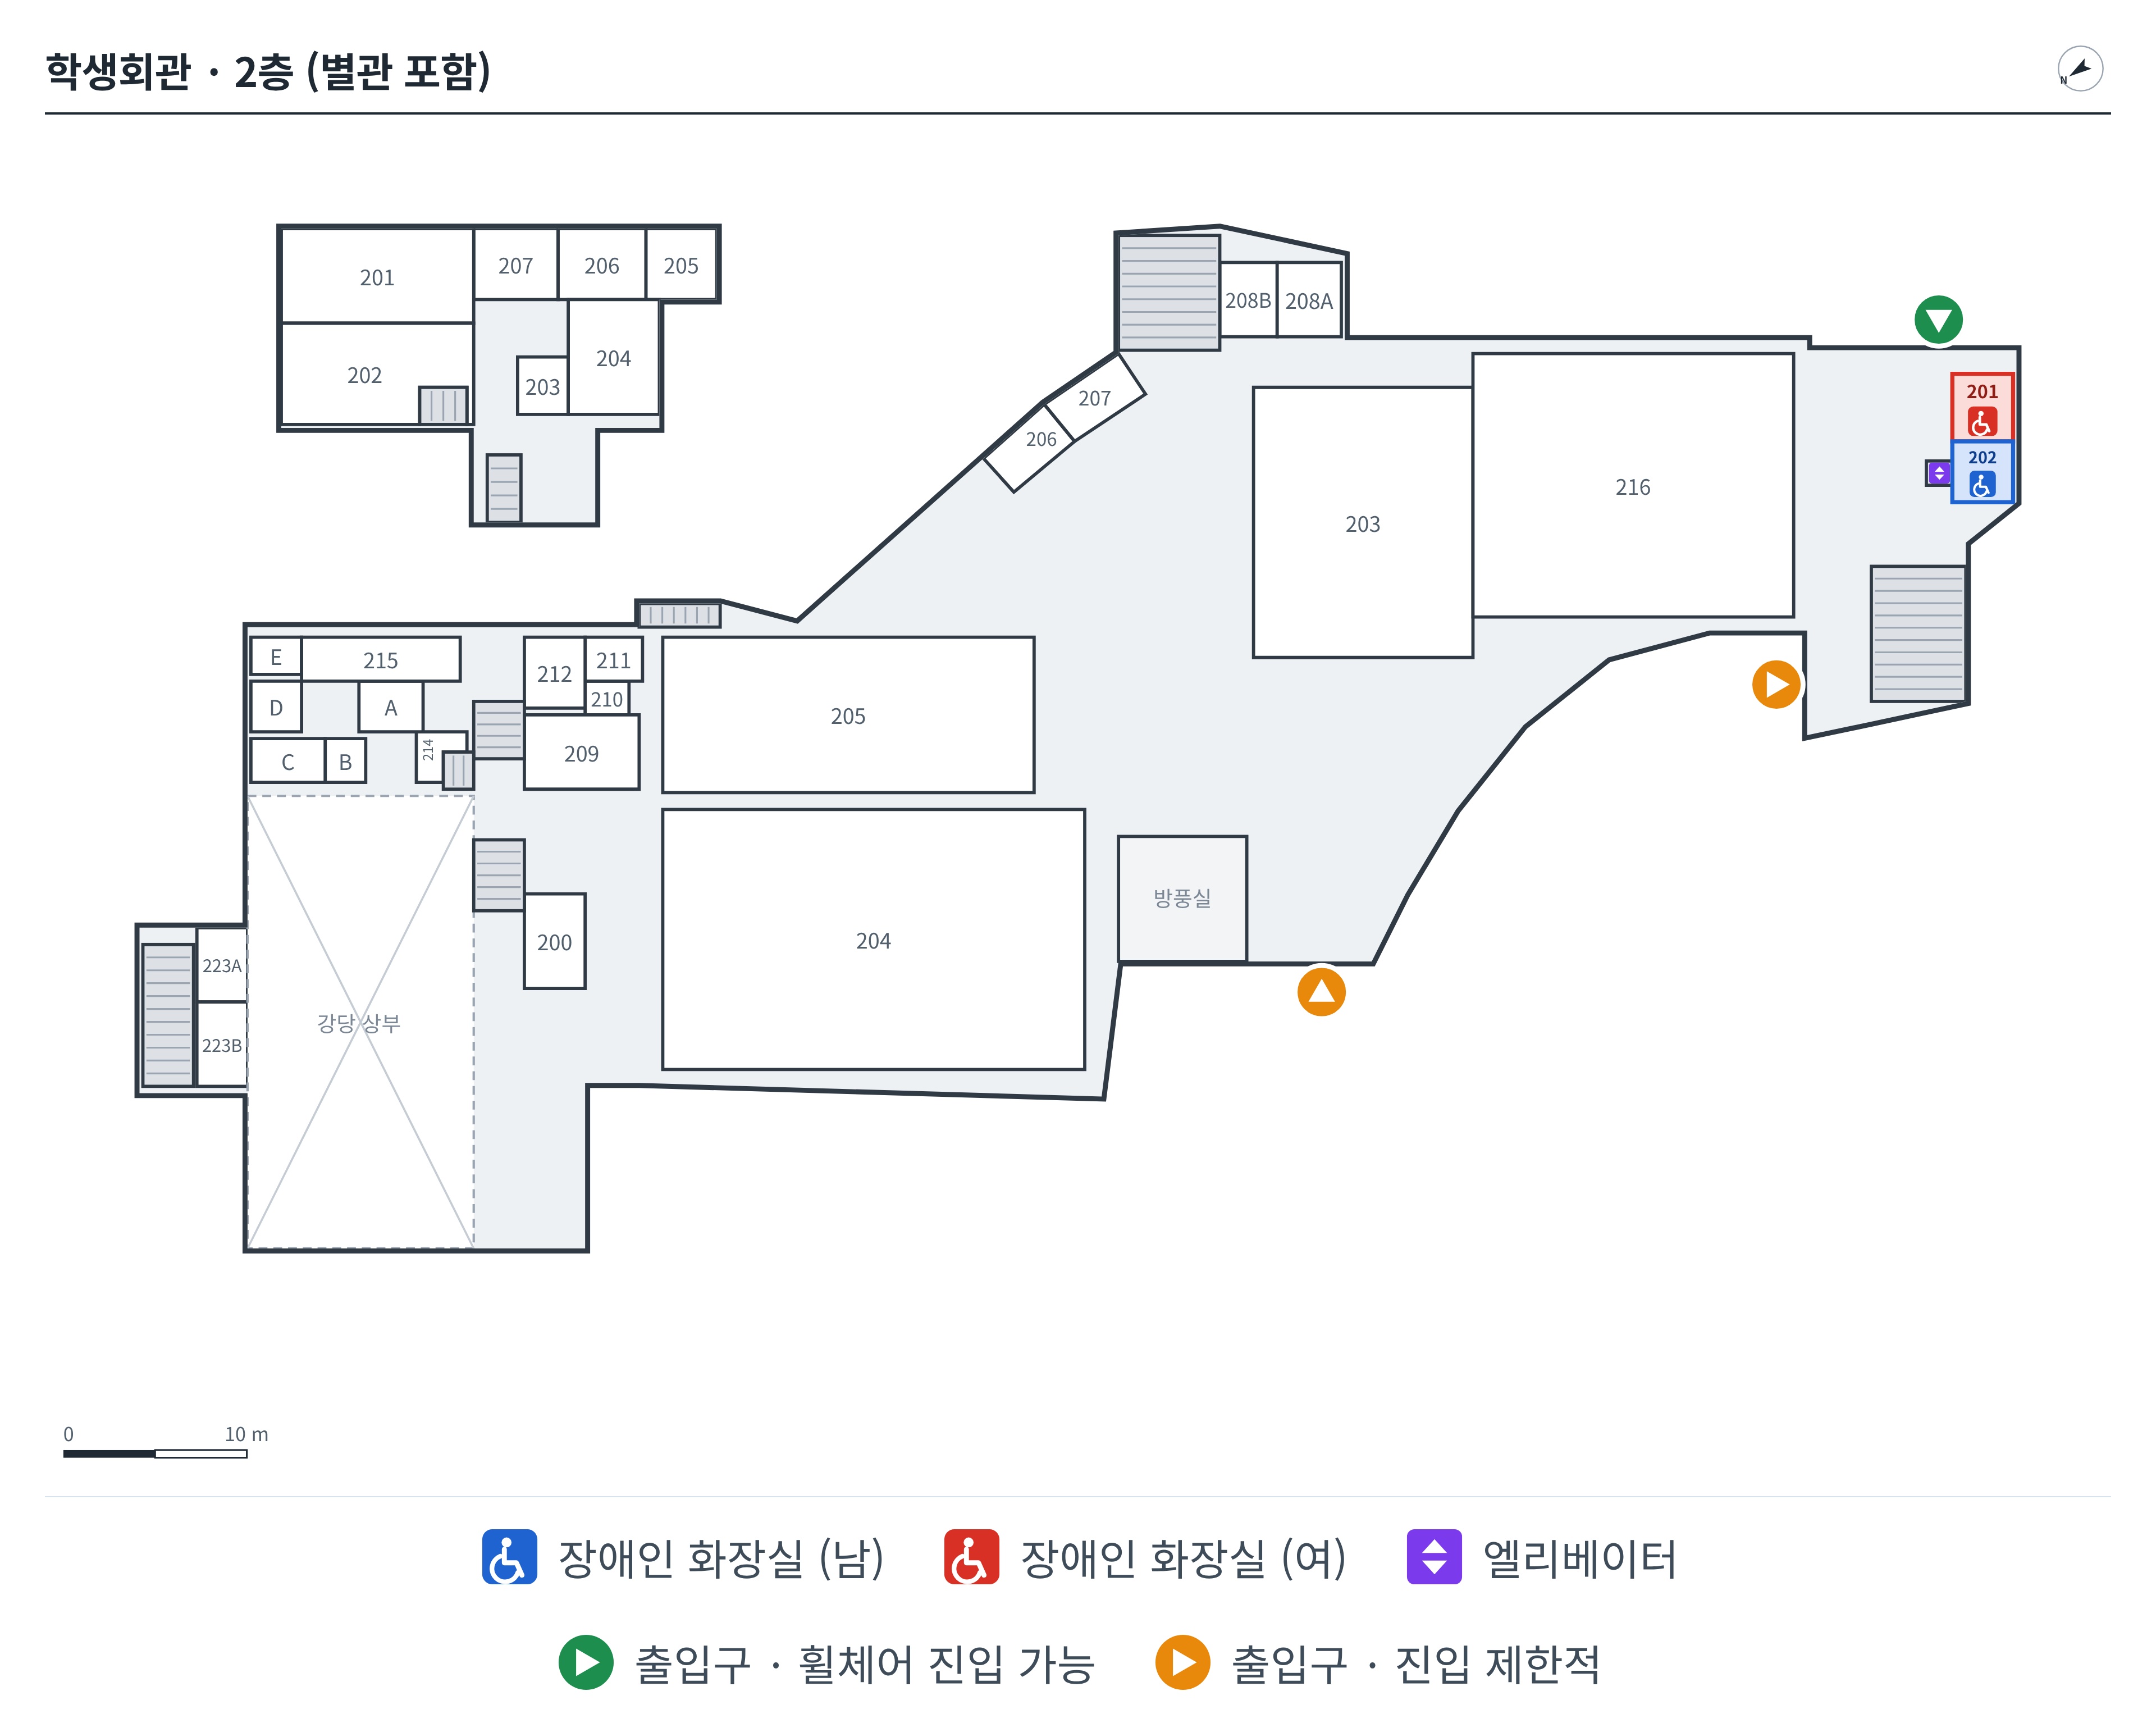 학생회관 · 2층 (별관 포함)
N
201
207
206
205
202
203
204
208B
208A
207
206
203
216
201
202
E
215
212
211
D
A
210
C
B
214
209
205
방풍실
200
204
223A
223B
강당 상부
0
10 m
장애인 화장실 (남)
장애인 화장실 (여)
엘리베이터
출입구 · 휠체어 진입 가능
출입구 · 진입 제한적